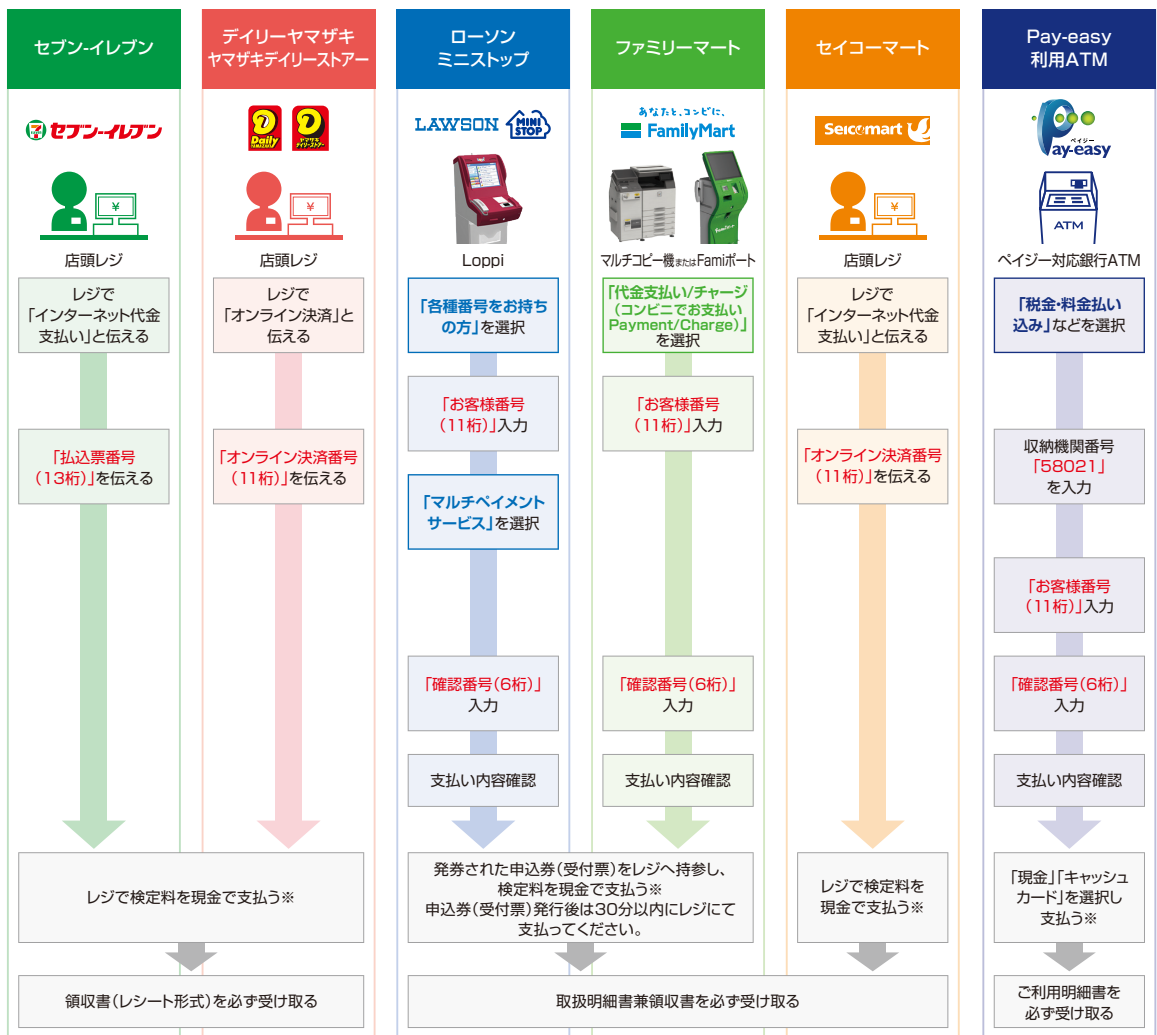 セブン-イレブン
デイリーヤマザキ
ヤマザキデイリーストアー
ローソン
ミニストップ
ファミリーマート
セイコーマート
Pay-easy
利用ATM
セブン-イレブン
Daily
YAMAZAKI
ヤマザキ
デイリーストアー
LAWSON
MINI
STOP
あなたと、コンビに、
FamilyMart
Seicomart
ペイジー
Pay-easy
¥
¥
Loppi
¥
ATM
店頭レジ
店頭レジ
Loppi
マルチコピー機またはFamiポート
店頭レジ
ペイジー対応銀行ATM
レジで
「インターネット代金
支払い」と伝える
レジで
「オンライン決済」と
伝える
「各種番号をお持ち
の方」を選択
「代金支払い/チャージ
(コンビニでお支払い
Payment/Charge)」
を選択
レジで
「インターネット代金
支払い」と伝える
「税金・料金払い
込み」などを選択
「お客様番号
(11桁)」入力
「お客様番号
(11桁)」入力
「払込票番号
(13桁)」を伝える
「オンライン決済番号
(11桁)」を伝える
「マルチペイメント
サービス」を選択
「オンライン決済番号
(11桁)」を伝える
収納機関番号
「58021」
を入力
「お客様番号
(11桁)」入力
「確認番号(6桁)」
入力
「確認番号(6桁)」
入力
「確認番号(6桁)」
入力
支払い内容確認
支払い内容確認
支払い内容確認
レジで検定料を現金で支払う※
発券された申込券(受付票)をレジへ持参し、
検定料を現金で支払う※
申込券(受付票)発行後は30分以内にレジにて
支払ってください。
レジで検定料を
現金で支払う※
「現金」「キャッシュ
カード」を選択し
支払う※
領収書(レシート形式)を必ず受け取る
取扱明細書兼領収書を必ず受け取る
ご利用明細書を
必ず受け取る